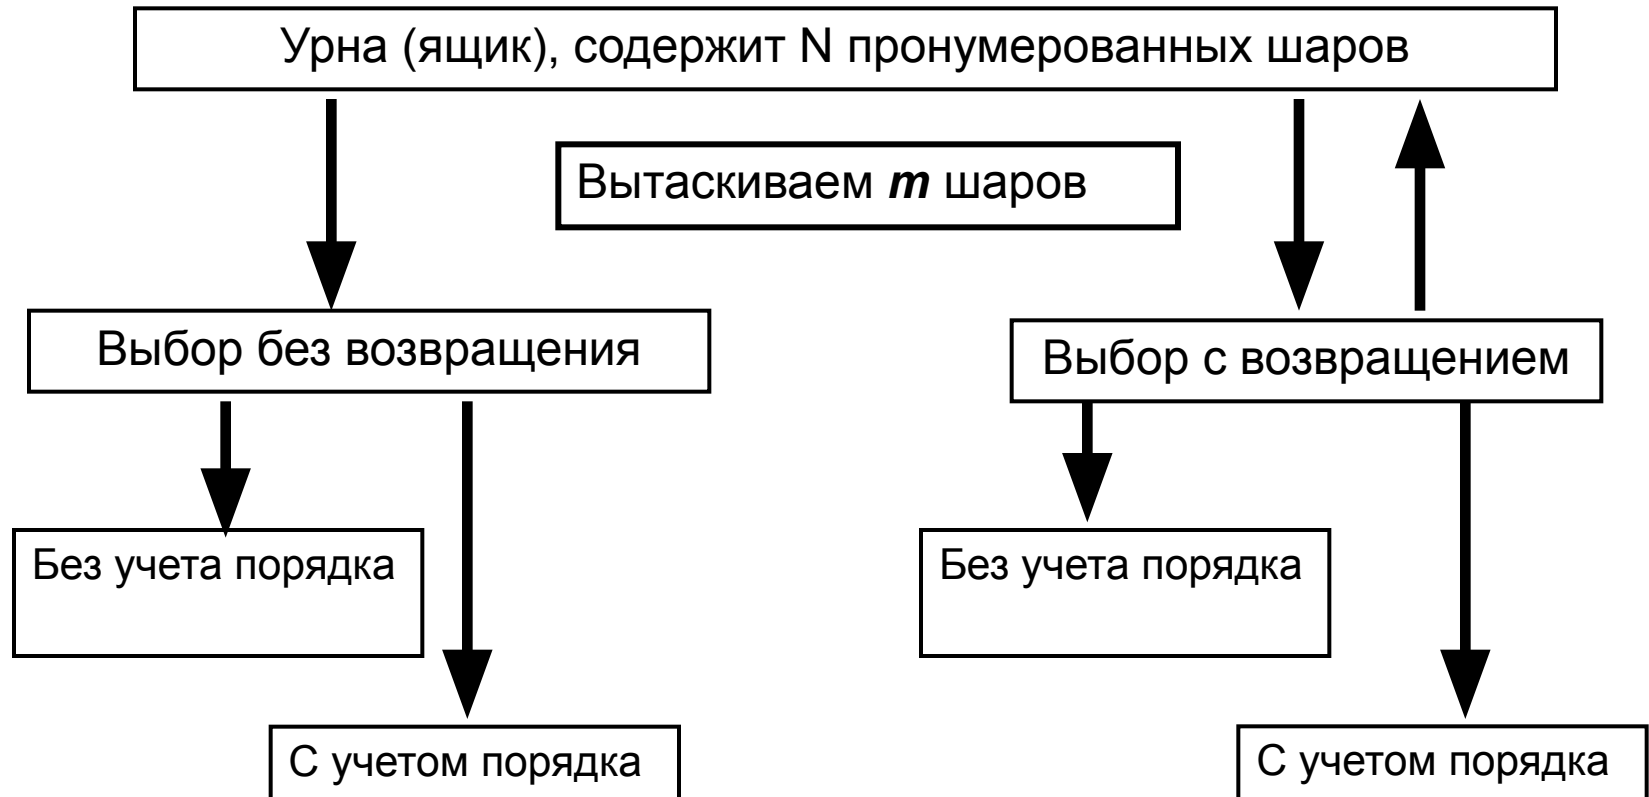 Урна (ящик), содержит N пронумерованных шаров
Вытаскиваем m шаров
Выбор без возвращения
Выбор с возвращением
Без учета порядка
Без учета порядка
С учетом порядка
С учетом порядка